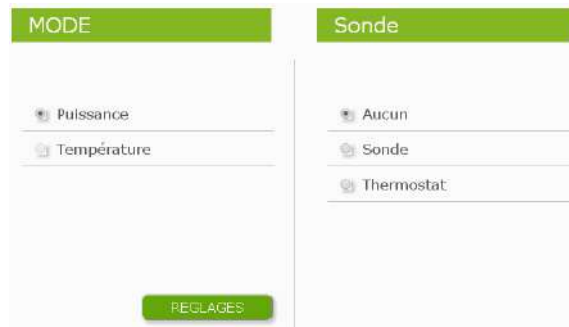 MODE
Puissance
Température
REGLAGES
Sonde
Aucun
Sonde
Thermostat